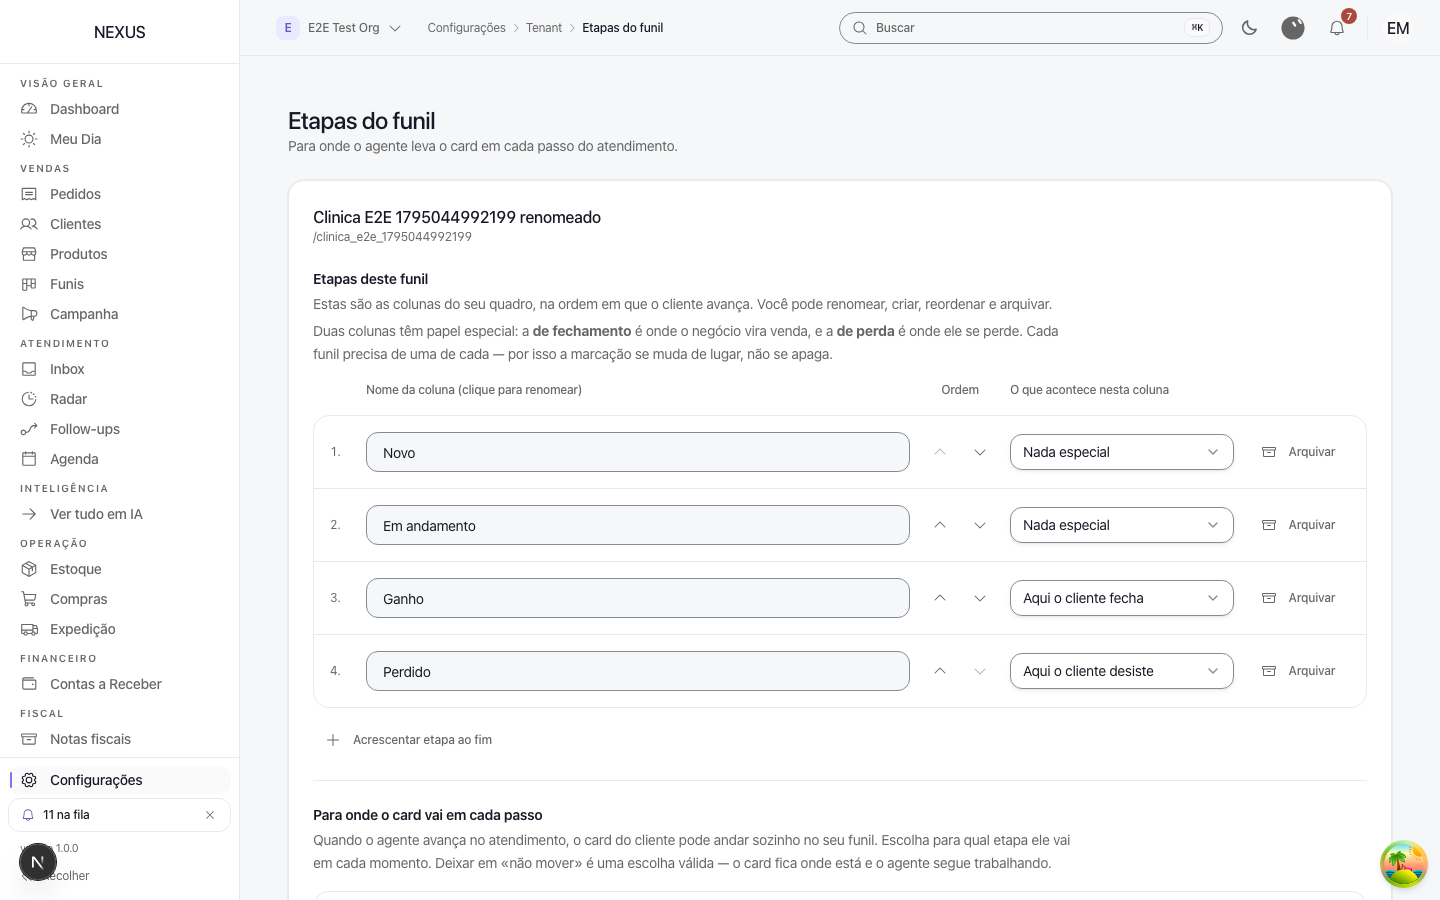 NEXUS
VISÃO GERAL
Dashboard
Meu Dia
VENDAS
Pedidos
Clientes
Produtos
Funis
Campanha
ATENDIMENTO
Inbox
Radar
Follow-ups
Agenda
INTELIGÊNCIA
Ver tudo em IA
OPERAÇÃO
Estoque
Compras
Expedição
FINANCEIRO
Contas a Receber
FISCAL
Notas fiscais
Configurações
11 na fila
1.0.0
N
E E2E Test Org
Configurações > Tenant > Etapas do funil
Buscar ⌘K
7
EM
Etapas do funil
Para onde o agente leva o card em cada passo do atendimento.
Clinica E2E 1795044992199 renomeado
/clinica_e2e_1795044992199
Etapas deste funil
Estas são as colunas do seu quadro, na ordem em que o cliente avança. Você pode renomear, criar, reordenar e arquivar.
Duas colunas têm papel especial: a de fechamento é onde o negócio vira venda, e a de perda é onde ele se perde. Cada
funil precisa de uma de cada — por isso a marcação se muda de lugar, não se apaga.
Nome da coluna (clique para renomear) Ordem O que acontece nesta coluna
1. Novo Nada especial Arquivar
2. Em andamento Nada especial Arquivar
3. Ganho Aqui o cliente fecha Arquivar
4. Perdido Aqui o cliente desiste Arquivar
Acrescentar etapa ao fim
Para onde o card vai em cada passo
Quando o agente avança no atendimento, o card do cliente pode andar sozinho no seu funil. Escolha para qual etapa ele vai
em cada momento. Deixar em «não mover» é uma escolha válida — o card fica onde está e o agente segue trabalhando.